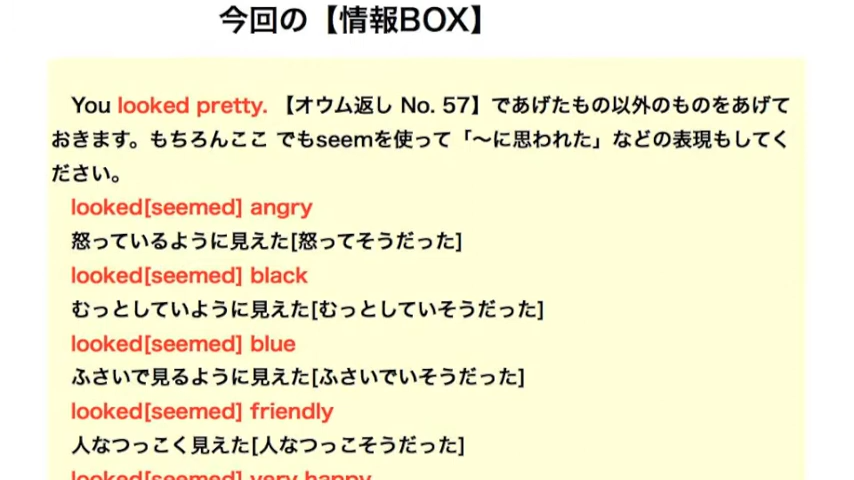 今回の【情報BOX】
You looked pretty. 【オウム返し No. 57】であげたもの以外のものをあげて
おきます。もちろんここ でもseemを使って「〜に思われた」などの表現もしてく
ださい。
looked[seemed] angry
怒っているように見えた[怒ってそうだった]
looked[seemed] black
むっとしていように見えた[むっとしていそうだった]
looked[seemed] blue
ふさいで見るように見えた[ふさいでいそうだった]
looked[seemed] friendly
人なつっこく見えた[人なつっこそうだった]
looked[seemed] very happy